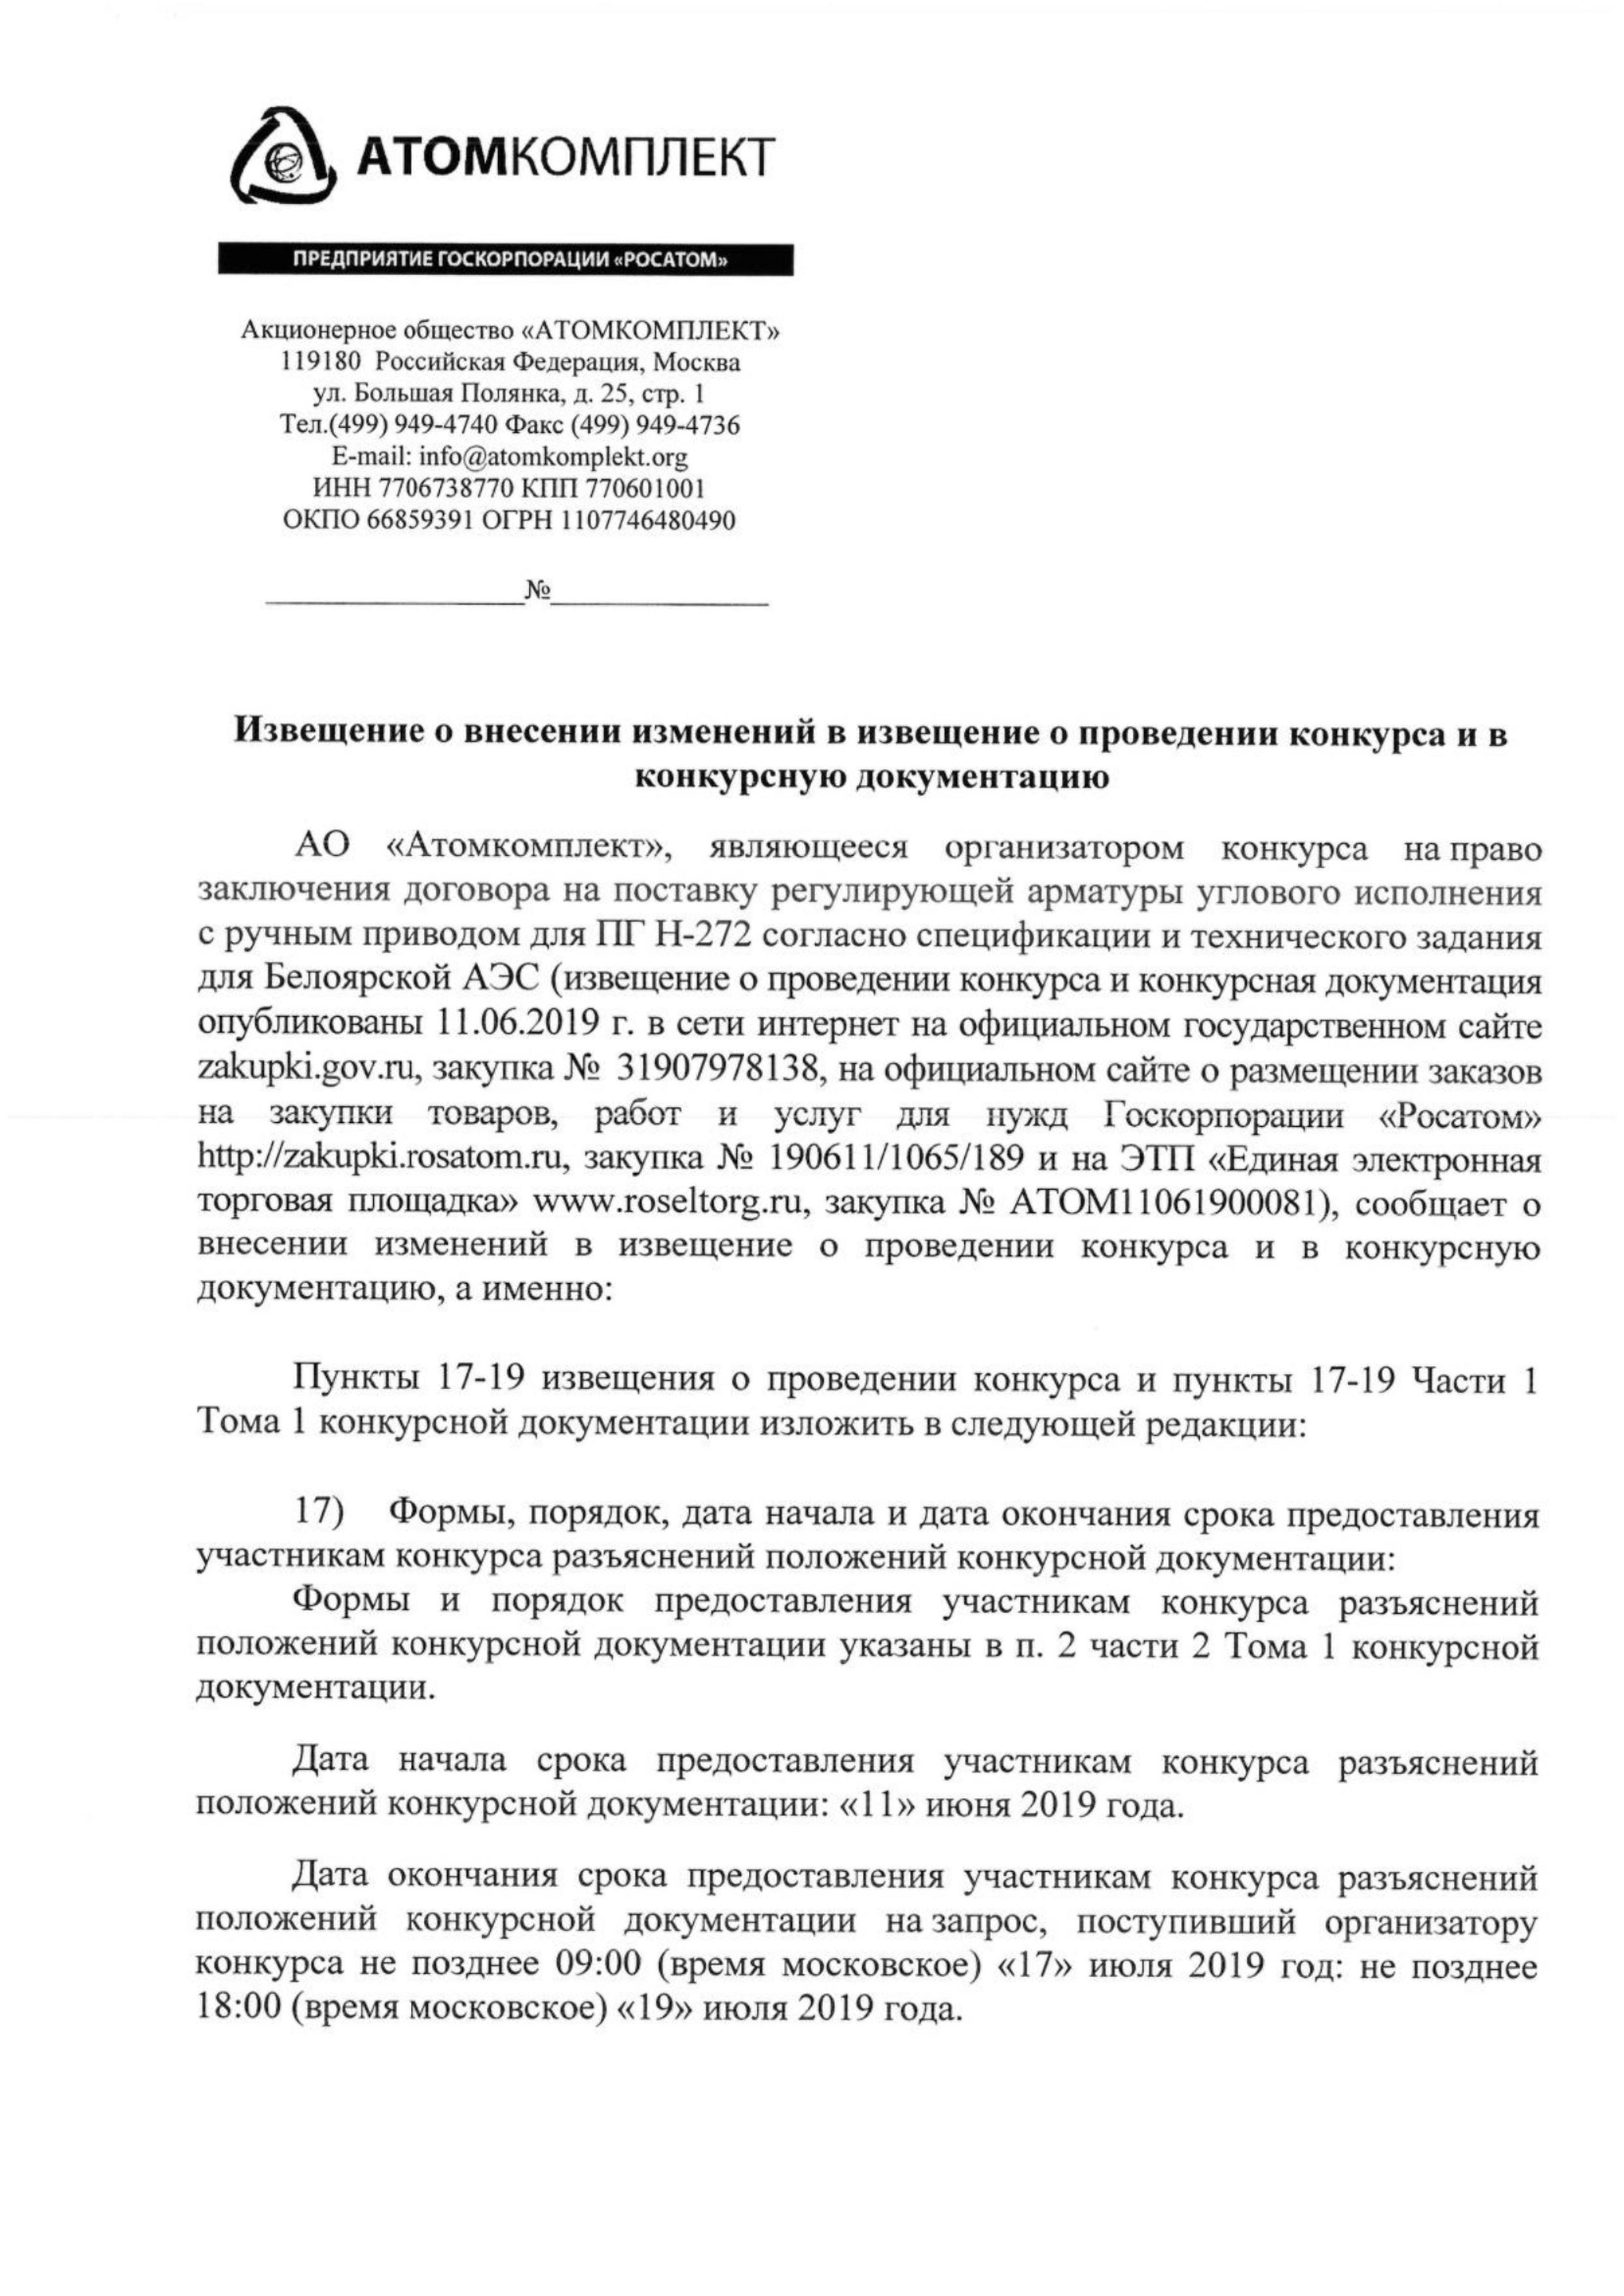 АТОМКОМПЛЕКТ
ПРЕДПРИЯТИЕ ГОСКОРПОРАЦИИ «РОСАТОМ»
Акционерное общество «АТОМКОМПЛЕКТ»
119180 Российская Федерация, Москва
ул. Большая Полянка, д. 25, стр. 1
Тел.(499) 949-4740 Факс (499) 949-4736
E-mail: info@atomkomplekt.org
ИНН 7706738770 КПП 770601001
ОКПО 66859391 ОГРН 1107746480490
№
Извещение о внесении изменений в извещение о проведении конкурса и в
конкурсную документацию
АО «Атомкомплект», являющееся организатором конкурса на право
заключения договора на поставку регулирующей арматуры углового исполнения
с ручным приводом для ПГ Н-272 согласно спецификации и технического задания
для Белоярской АЭС (извещение о проведении конкурса и конкурсная документация
опубликованы 11.06.2019 г. в сети интернет на официальном государственном сайте
zakupki.gov.ru, закупка № 31907978138, на официальном сайте о размещении заказов
на закупки товаров, работ и услуг для нужд Госкорпорации «Росатом»
http://zakupki.rosatom.ru, закупка № 190611/1065/189 и на ЭТП «Единая электронная
торговая площадка» www.roseltorg.ru, закупка № АТОМ11061900081), сообщает о
внесении изменений в извещение о проведении конкурса и в конкурсную
документацию, а именно:
Пункты 17-19 извещения о проведении конкурса и пункты 17-19 Части 1
Тома 1 конкурсной документации изложить в следующей редакции:
17) Формы, порядок, дата начала и дата окончания срока предоставления
участникам конкурса разъяснений положений конкурсной документации:
Формы и порядок предоставления участникам конкурса разъяснений
положений конкурсной документации указаны в п. 2 части 2 Тома 1 конкурсной
документации.
Дата начала срока предоставления участникам конкурса разъяснений
положений конкурсной документации: «11» июня 2019 года.
Дата окончания срока предоставления участникам конкурса разъяснений
положений конкурсной документации на запрос, поступивший организатору
конкурса не позднее 09:00 (время московское) «17» июля 2019 год: не позднее
18:00 (время московское) «19» июля 2019 года.